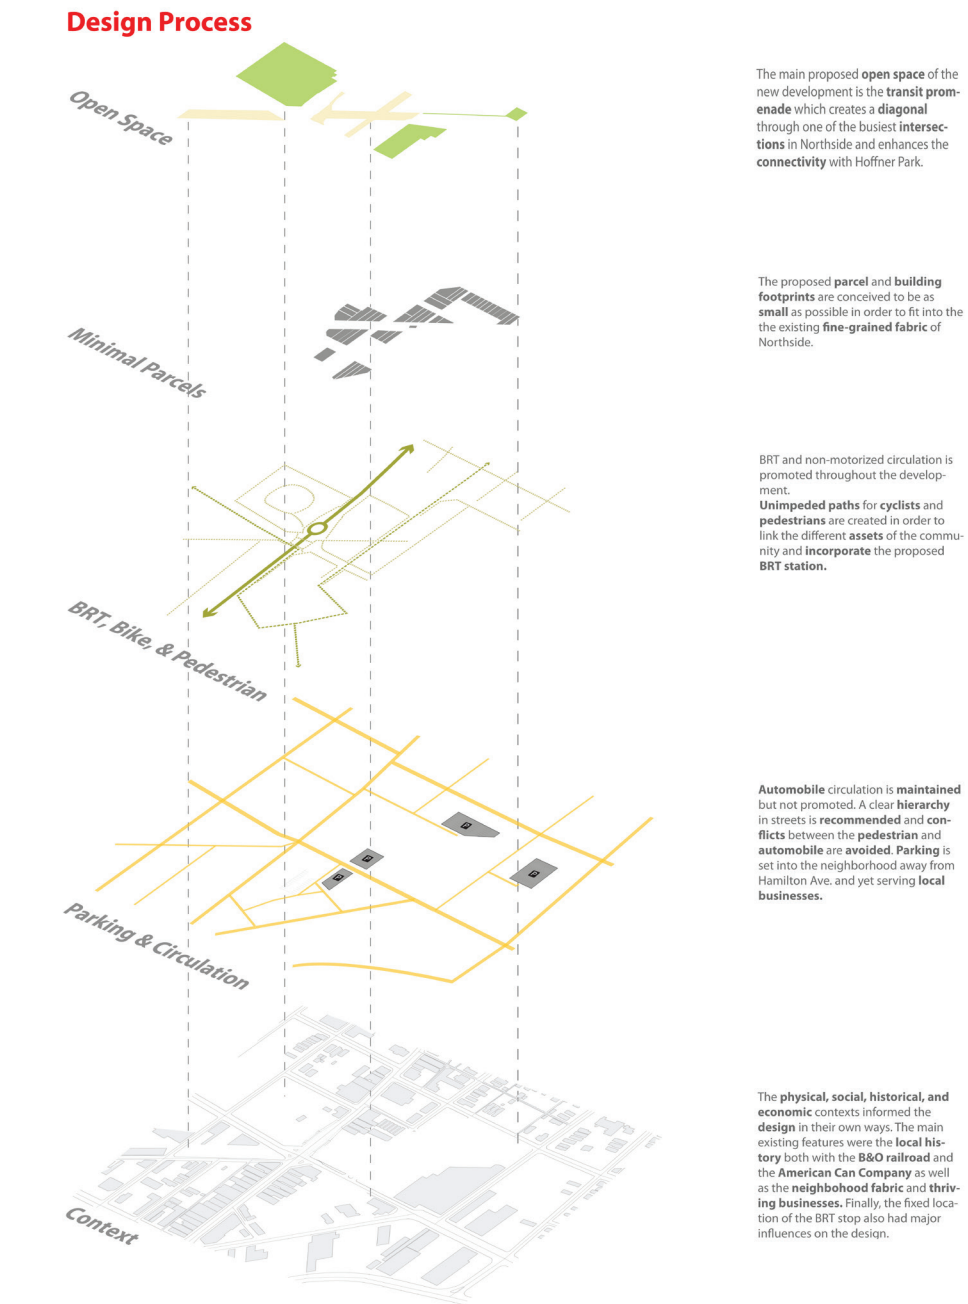 Design Process
Open Space
The main proposed open space of the
new development is the transit prom-
enade which creates a diagonal
through one of the busiest intersec-
tions in Northside and enhances the
connectivity with Hoffner Park.
Minimal Parcels
The proposed parcel and building
footprints are conceived to be as
small as possible in order to fit into the
the existing fine-grained fabric of
Northside.
BRT, Bike, & Pedestrian
BRT and non-motorized circulation is
promoted throughout the develop-
ment.
Unimpeded paths for cyclists and
pedestrians are created in order to
link the different assets of the commu-
nity and incorporate the proposed
BRT station.
Parking & Circulation
P
P
P
P
Automobile circulation is maintained
but not promoted. A clear hierarchy
in streets is recommended and con-
flicts between the pedestrian and
automobile are avoided. Parking is
set into the neighborhood away from
Hamilton Ave. and yet serving local
businesses.
Context
The physical, social, historical, and
economic contexts informed the
design in their own ways. The main
existing features were the local his-
tory both with the B&O railroad and
the American Can Company as well
as the neighbohood fabric and thriv-
ing businesses. Finally, the fixed loca-
tion of the BRT stop also had major
influences on the design.